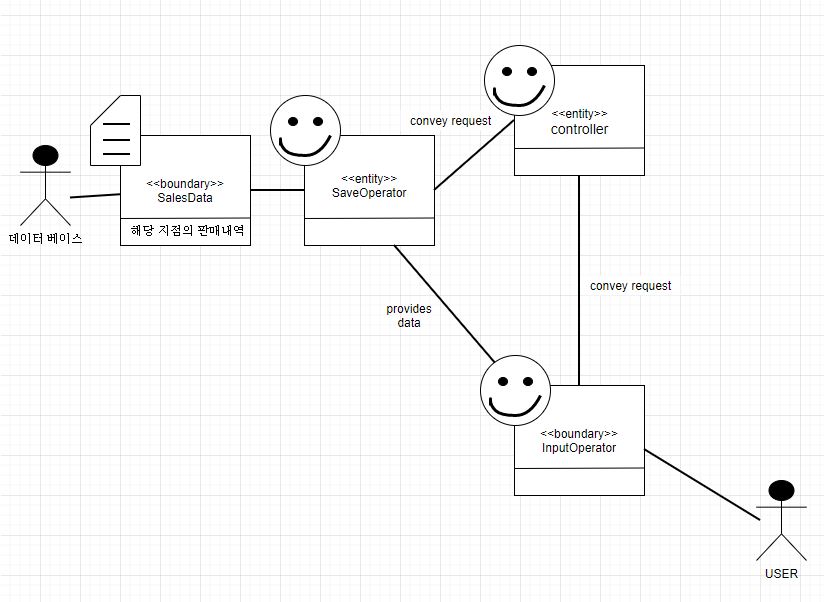 convey request
<<entity>>
controller
<<boundary>>
SalesData
해당 지점의 판매내역
<<entity>>
SaveOperator
데이터 베이스
convey request
provides
data
<<boundary>>
InputOperator
USER